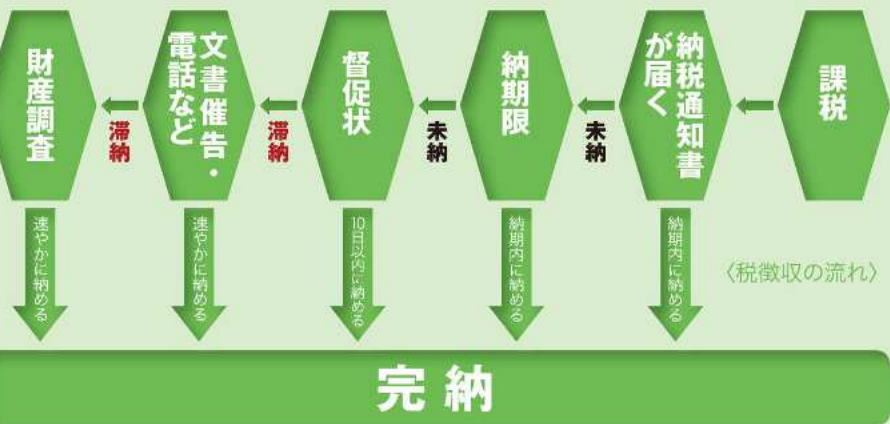 〈税徴収の流れ〉
課税
納税通知書
が届く
未納
納期限
未納
督促状
滞納
文書催告・
電話など
滞納
財産調査
納期内に納める
納期内に納める
10日以内に納める
速やかに納める
速やかに納める
完納